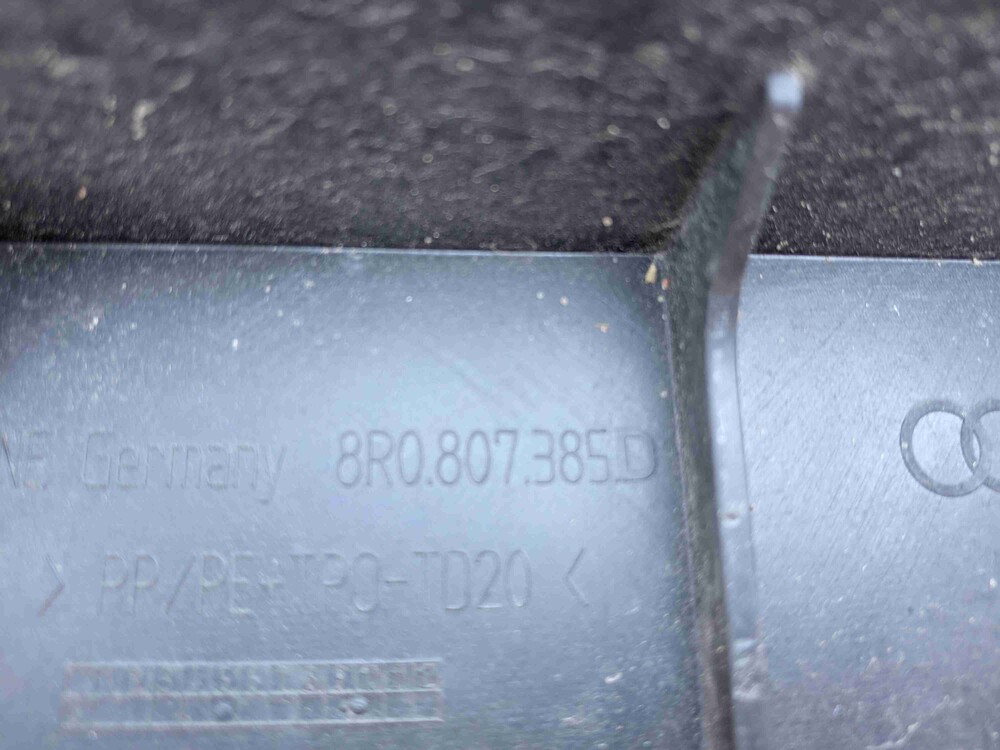 Germany 8R0.807.385.D
> PP/PE+TPO-TD20 <